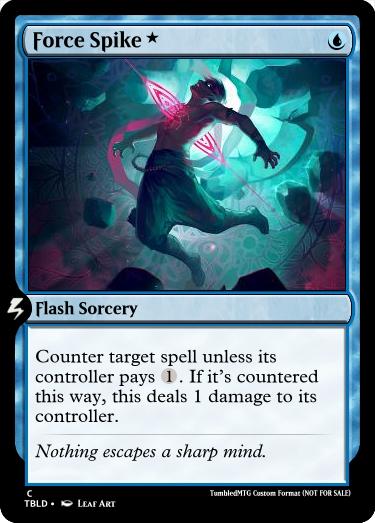 Force Spike ★
Flash Sorcery
Counter target spell unless its
controller pays 1. If it's countered
this way, this deals 1 damage to its
controller.
Nothing escapes a sharp mind.
C
TBLD • Leaf Art
TumbledMTG Custom Format (NOT FOR SALE)